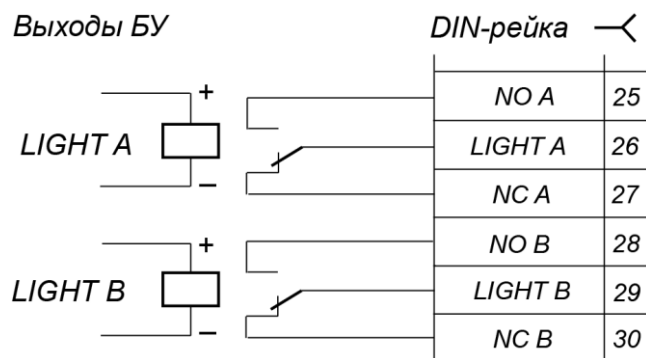 Выходы БУ
DIN-рейка
+
NO A 25
LIGHT A
LIGHT A 26
–
NC A 27
+
NO B 28
LIGHT B
LIGHT B 29
–
NC B 30